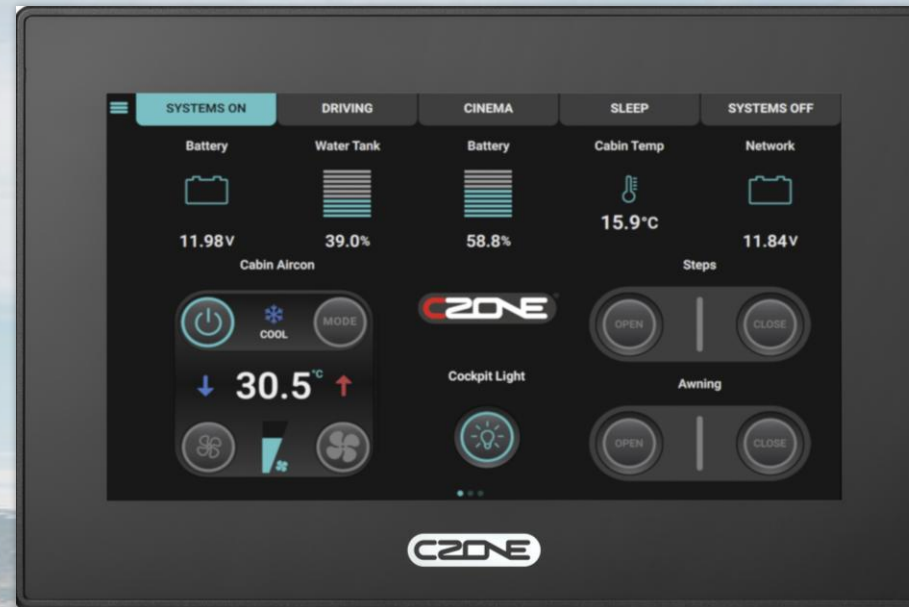 SYSTEMS ON DRIVING CINEMA SLEEP SYSTEMS OFF
Battery Water Tank Battery Cabin Temp Network
11.98V 39.0% 58.8% 15.9°C 11.84V
Cabin Aircon Steps
CZONE
COOL MODE OPEN CLOSE
30.5°C
Cockpit Light Awning
OPEN CLOSE
CZONE